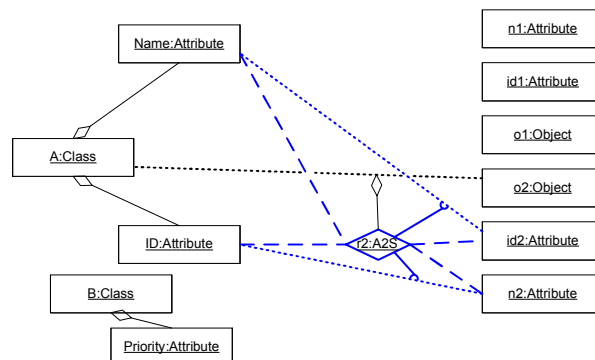 Name:Attribute
n1:Attribute
id1:Attribute
o1:Object
A:Class
o2:Object
ID:Attribute
r2:A2S
id2:Attribute
B:Class
n2:Attribute
Priority:Attribute